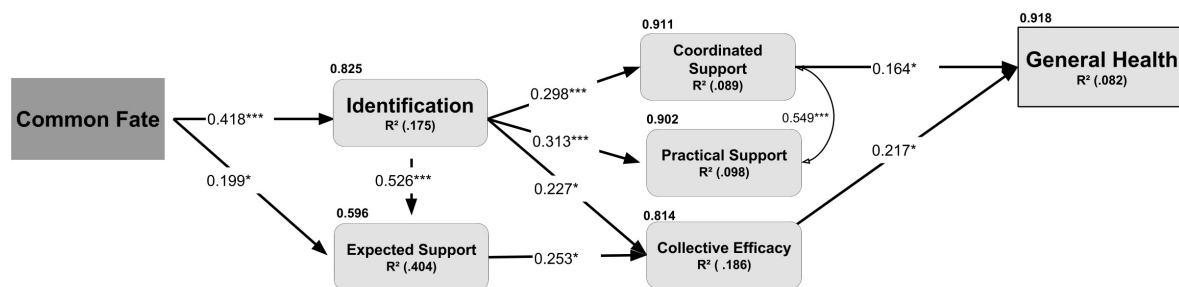 Common Fate
0.418***
0.199*
0.825
Identification
R² (.175)
0.526***
0.596
Expected Support
R² (.404)
0.298***
0.313***
0.227*
0.253*
0.911
Coordinated
Support
R² (.089)
0.902
Practical Support
R² (.098)
0.549***
0.814
Collective Efficacy
R² ( .186)
0.164*
0.217*
0.918
General Health
R² (.082)